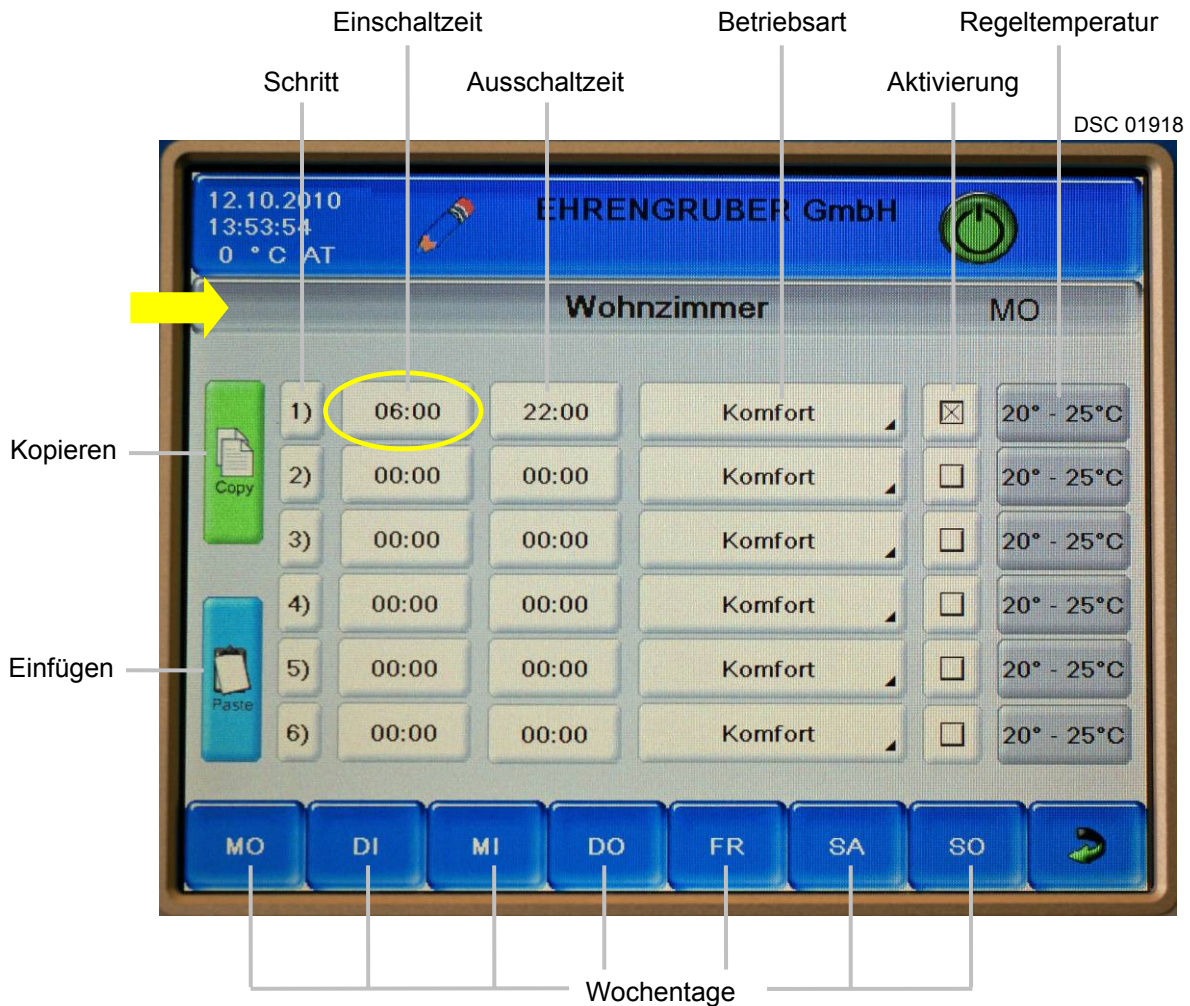 Einschaltzeit Betriebsart Regeltemperatur
Schritt Ausschaltzeit Aktivierung
DSC 01918
12.10.2010
13:53:54
0 °C AT
EHRENGRUBER GmbH
Wohnzimmer MO
Kopieren
Copy
1) 06:00 22:00 Komfort 20° - 25°C
2) 00:00 00:00 Komfort 20° - 25°C
3) 00:00 00:00 Komfort 20° - 25°C
4) 00:00 00:00 Komfort 20° - 25°C
Einfügen
Paste
5) 00:00 00:00 Komfort 20° - 25°C
6) 00:00 00:00 Komfort 20° - 25°C
MO DI MI DO FR SA SO
Wochentage